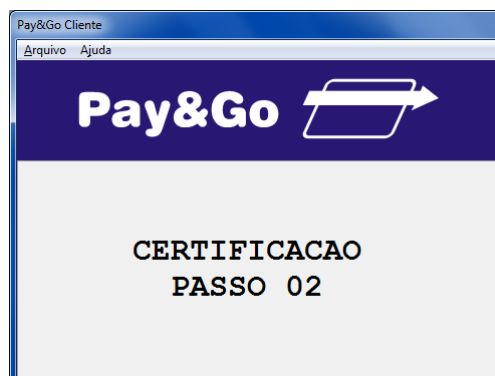 Pay&Go Cliente
Arquivo Ajuda
Pay&Go
CERTIFICACAO
PASSO 02